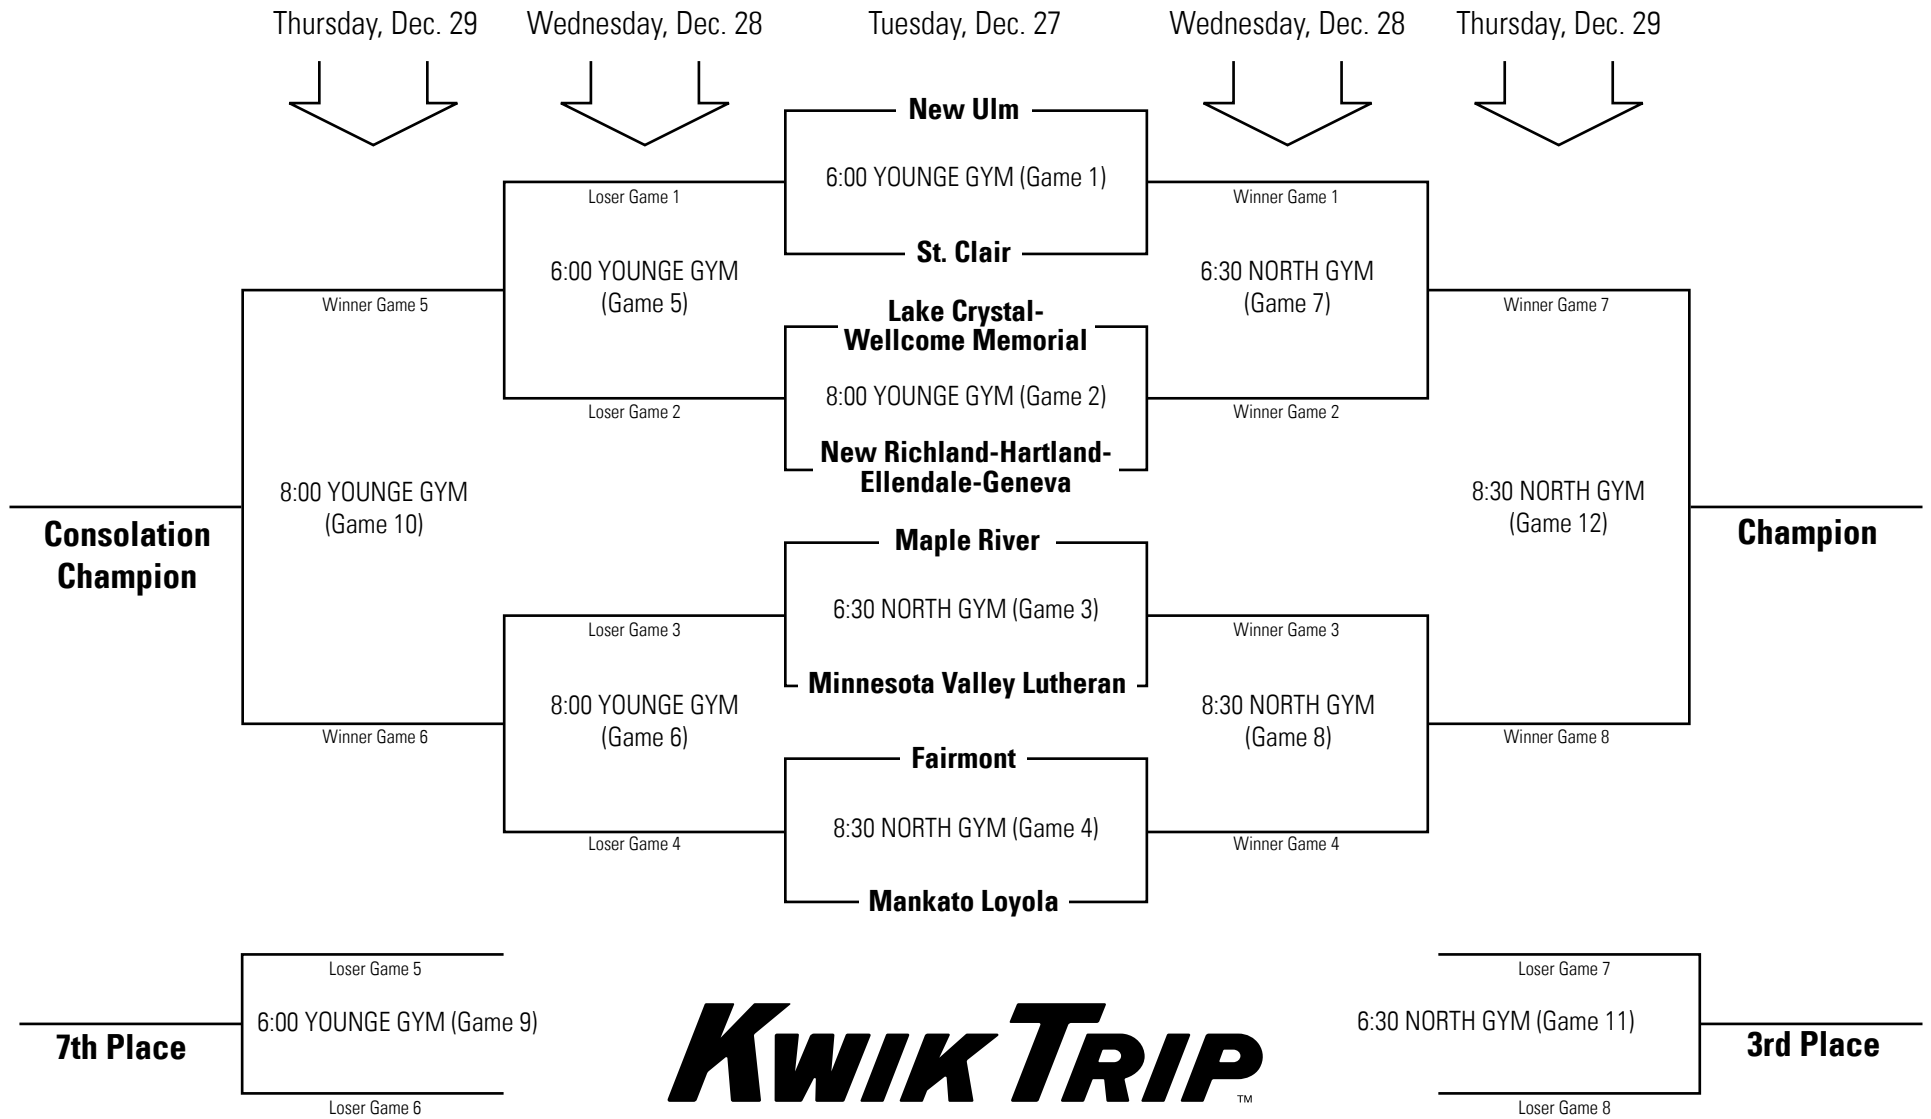 Thursday, Dec. 29
Wednesday, Dec. 28
Tuesday, Dec. 27
Wednesday, Dec. 28
Thursday, Dec. 29
New Ulm
6:00 YOUNGE GYM (Game 1)
St. Clair
Lake Crystal-
Wellcome Memorial
8:00 YOUNGE GYM (Game 2)
New Richland-Hartland-
Ellendale-Geneva
Maple River
6:30 NORTH GYM (Game 3)
Minnesota Valley Lutheran
Fairmont
8:30 NORTH GYM (Game 4)
Mankato Loyola
Loser Game 1
6:00 YOUNGE GYM
(Game 5)
Loser Game 2
Loser Game 3
8:00 YOUNGE GYM
(Game 6)
Loser Game 4
Winner Game 5
8:00 YOUNGE GYM
(Game 10)
Winner Game 6
Consolation
Champion
Winner Game 1
6:30 NORTH GYM
(Game 7)
Winner Game 2
Winner Game 3
8:30 NORTH GYM
(Game 8)
Winner Game 4
Winner Game 7
8:30 NORTH GYM
(Game 12)
Winner Game 8
Champion
Loser Game 5
6:00 YOUNGE GYM (Game 9)
Loser Game 6
7th Place
KWIK TRIP™
Loser Game 7
6:30 NORTH GYM (Game 11)
Loser Game 8
3rd Place